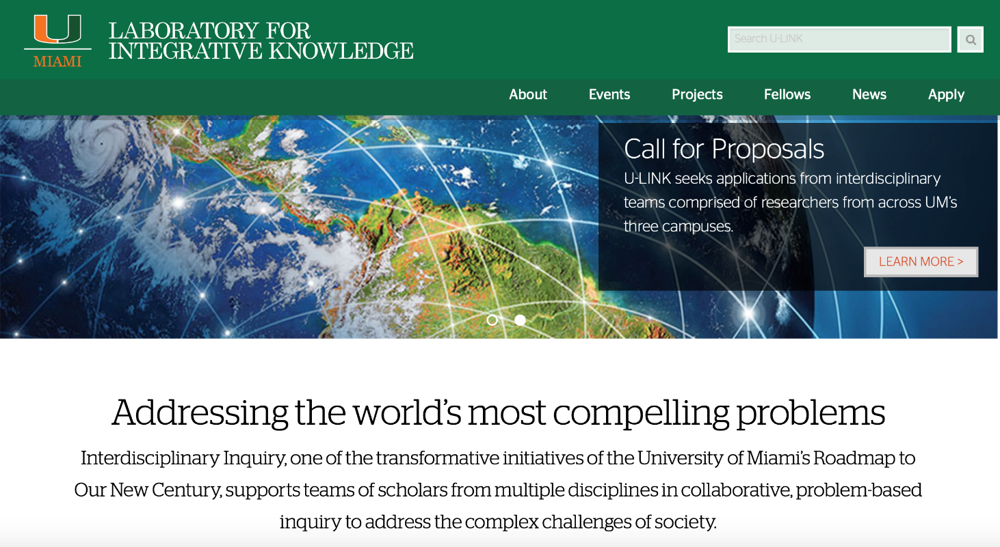 MIAMI
LABORATORY FOR
INTEGRATIVE KNOWLEDGE
Search U-LINK
About Events Projects Fellows News Apply
Call for Proposals
U-LINK seeks applications from interdisciplinary
teams comprised of researchers from across UM's
three campuses.
LEARN MORE >
Addressing the world's most compelling problems
Interdisciplinary Inquiry, one of the transformative initiatives of the University of Miami's Roadmap to
Our New Century, supports teams of scholars from multiple disciplines in collaborative, problem-based
inquiry to address the complex challenges of society.